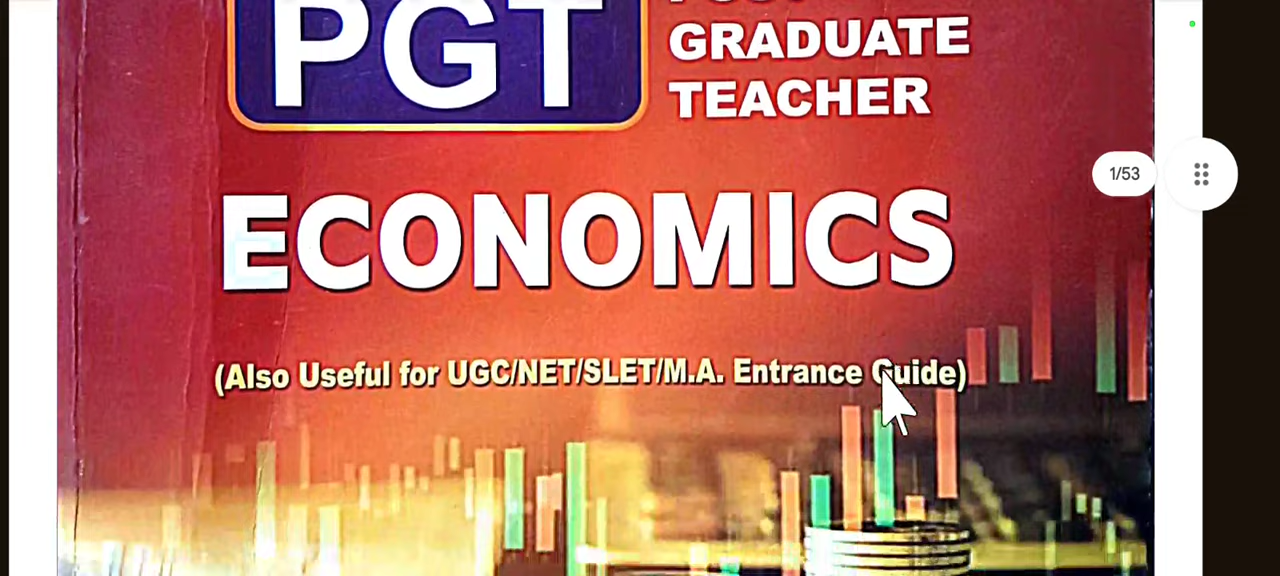 PGT
GRADUATE
TEACHER
1/53
ECONOMICS
(Also Useful for UGC/NET/SLET/M.A. Entrance Guide)